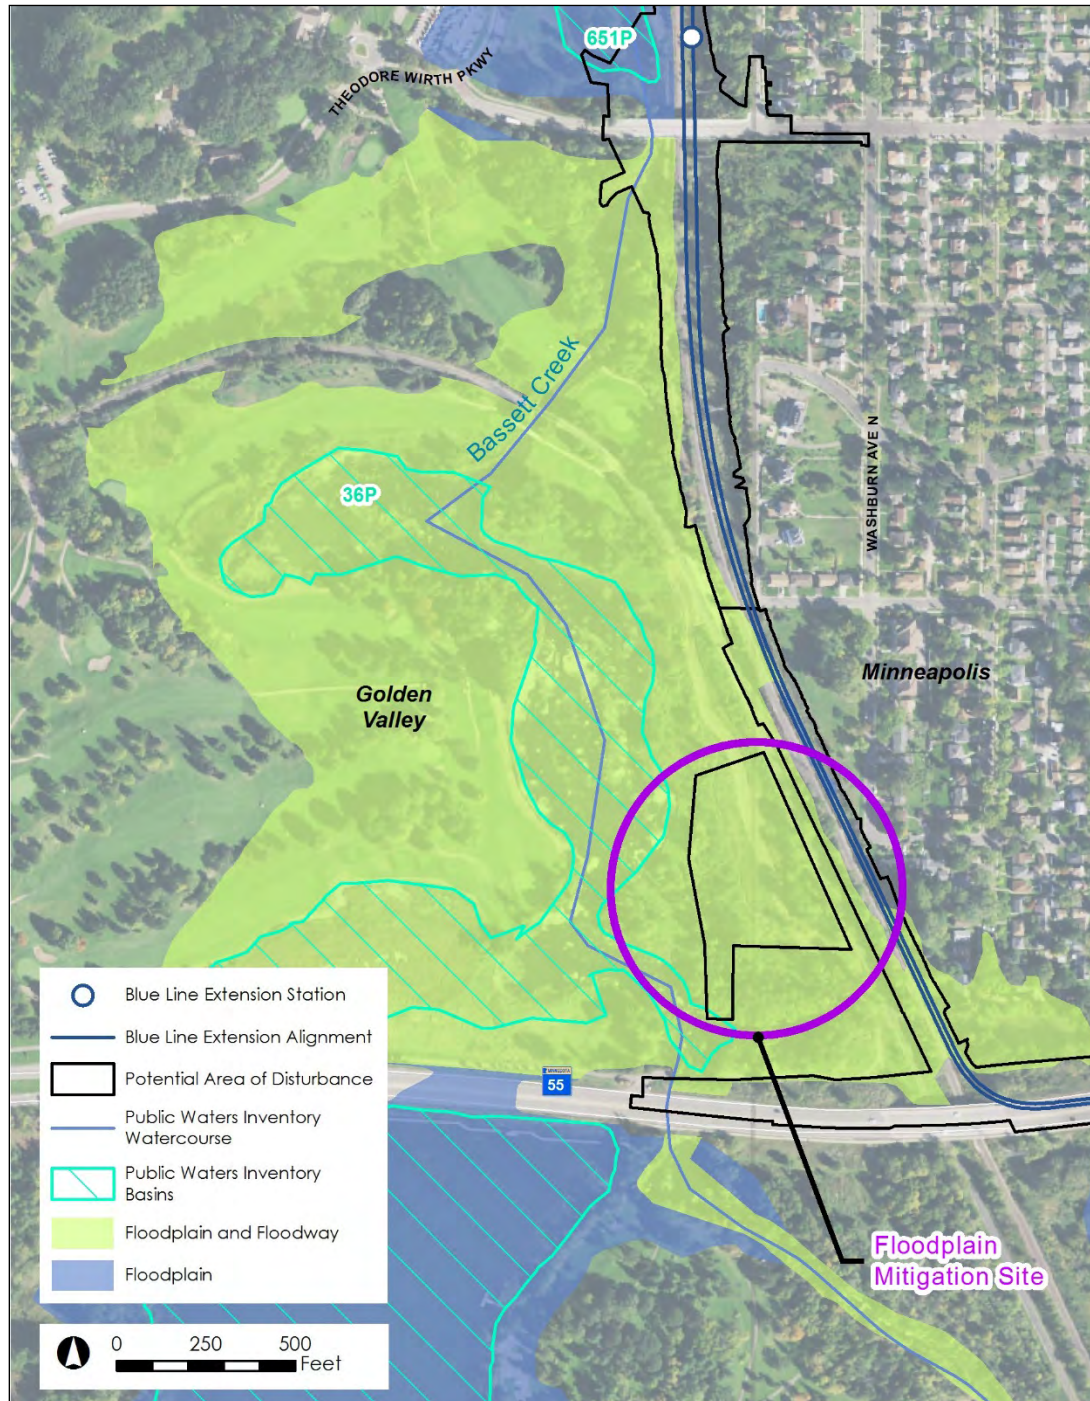 651P
THEODORE WIRTH PKWY
Bassett Creek
36P
WASHBURN AVE N
Golden
Valley
Minneapolis
Blue Line Extension Station
Blue Line Extension Alignment
Potential Area of Disturbance
Public Waters Inventory
Watercourse
Public Waters Inventory
Basins
Floodplain and Floodway
Floodplain
MINNESOTA
55
Floodplain
Mitigation Site
0 250 500
Feet